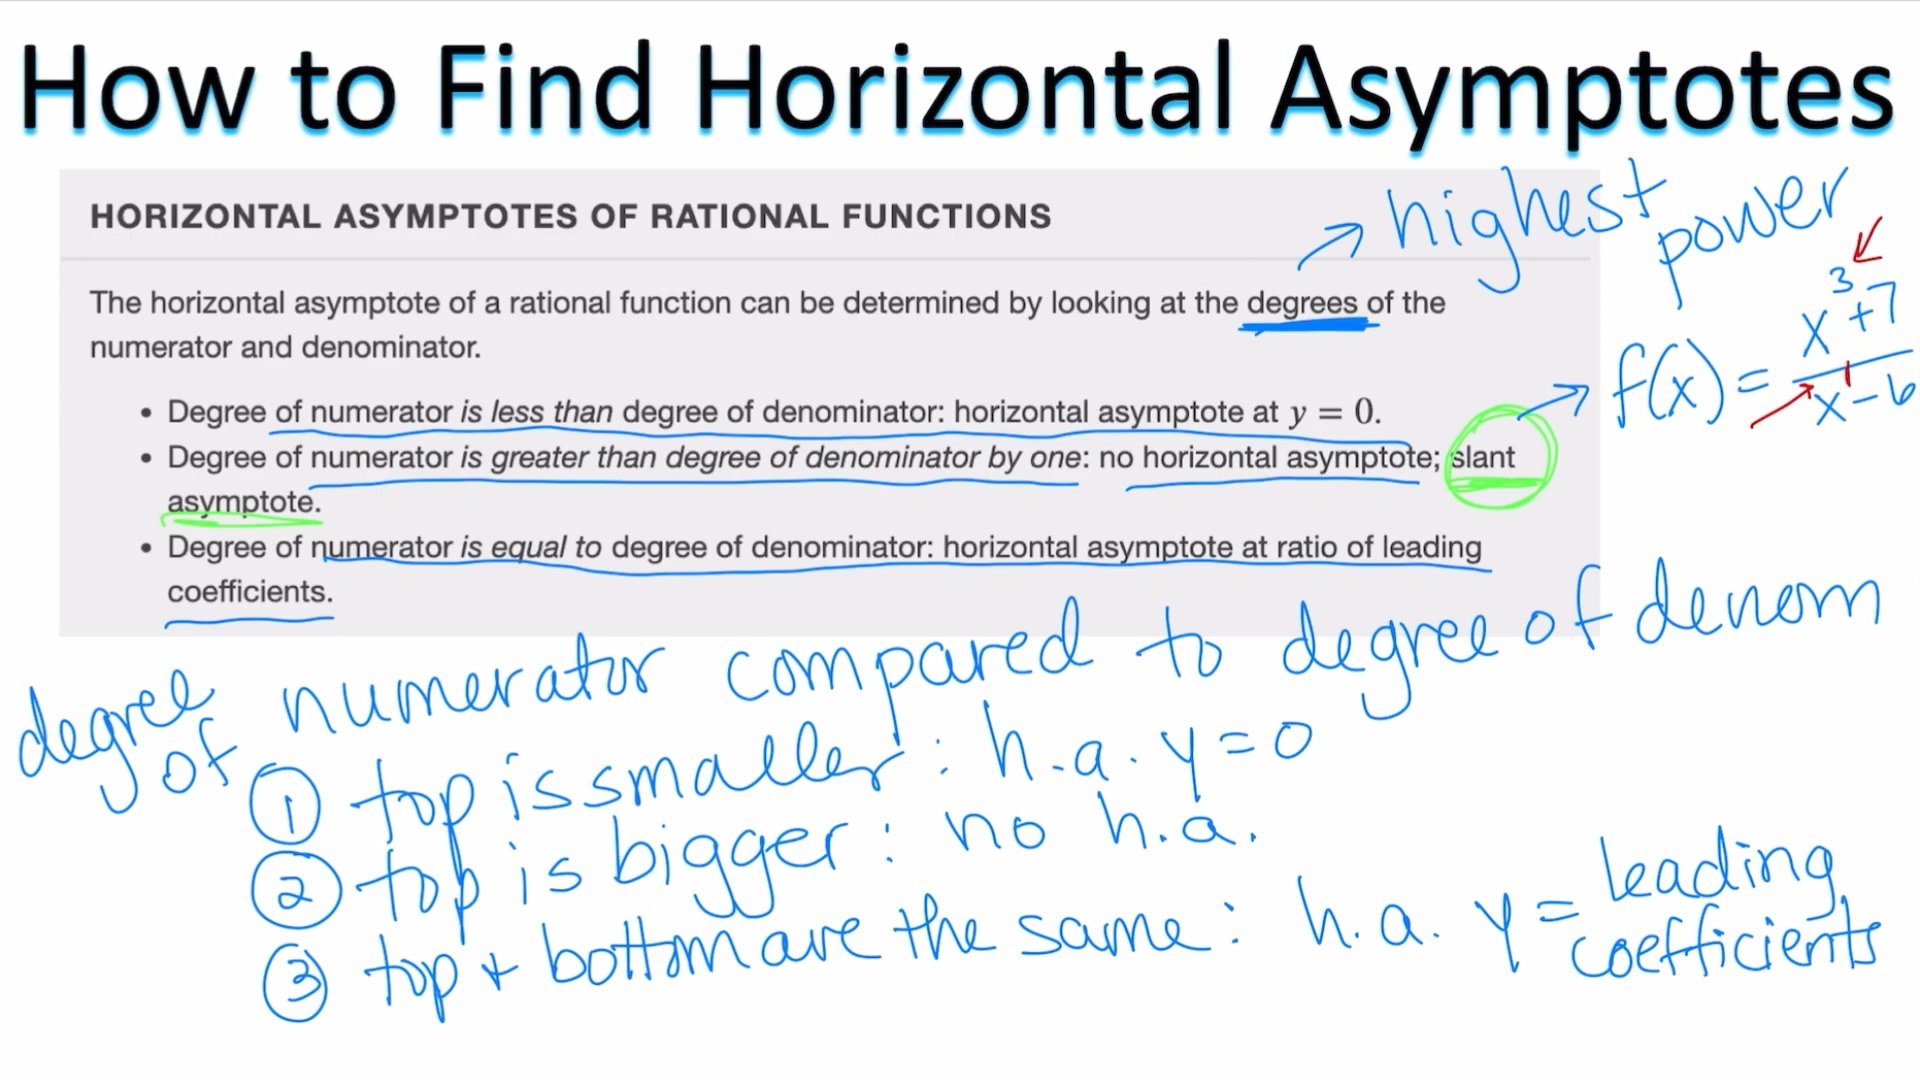 How to Find Horizontal Asymptotes
HORIZONTAL ASYMPTOTES OF RATIONAL FUNCTIONS
→ highest power
The horizontal asymptote of a rational function can be determined by looking at the degrees of the
numerator and denominator.
• Degree of numerator is less than degree of denominator: horizontal asymptote at y = 0.
• Degree of numerator is greater than degree of denominator by one: no horizontal asymptote; slant
asymptote.
→ f(x) = (x³+7)/(x¹-6)
• Degree of numerator is equal to degree of denominator: horizontal asymptote at ratio of leading
coefficients.
degree of numerator compared to degree of denom
① top is smaller: h.a. y=0
② top is bigger: no h.a.
③ top + bottom are the same: h.a. y= leading
coefficients